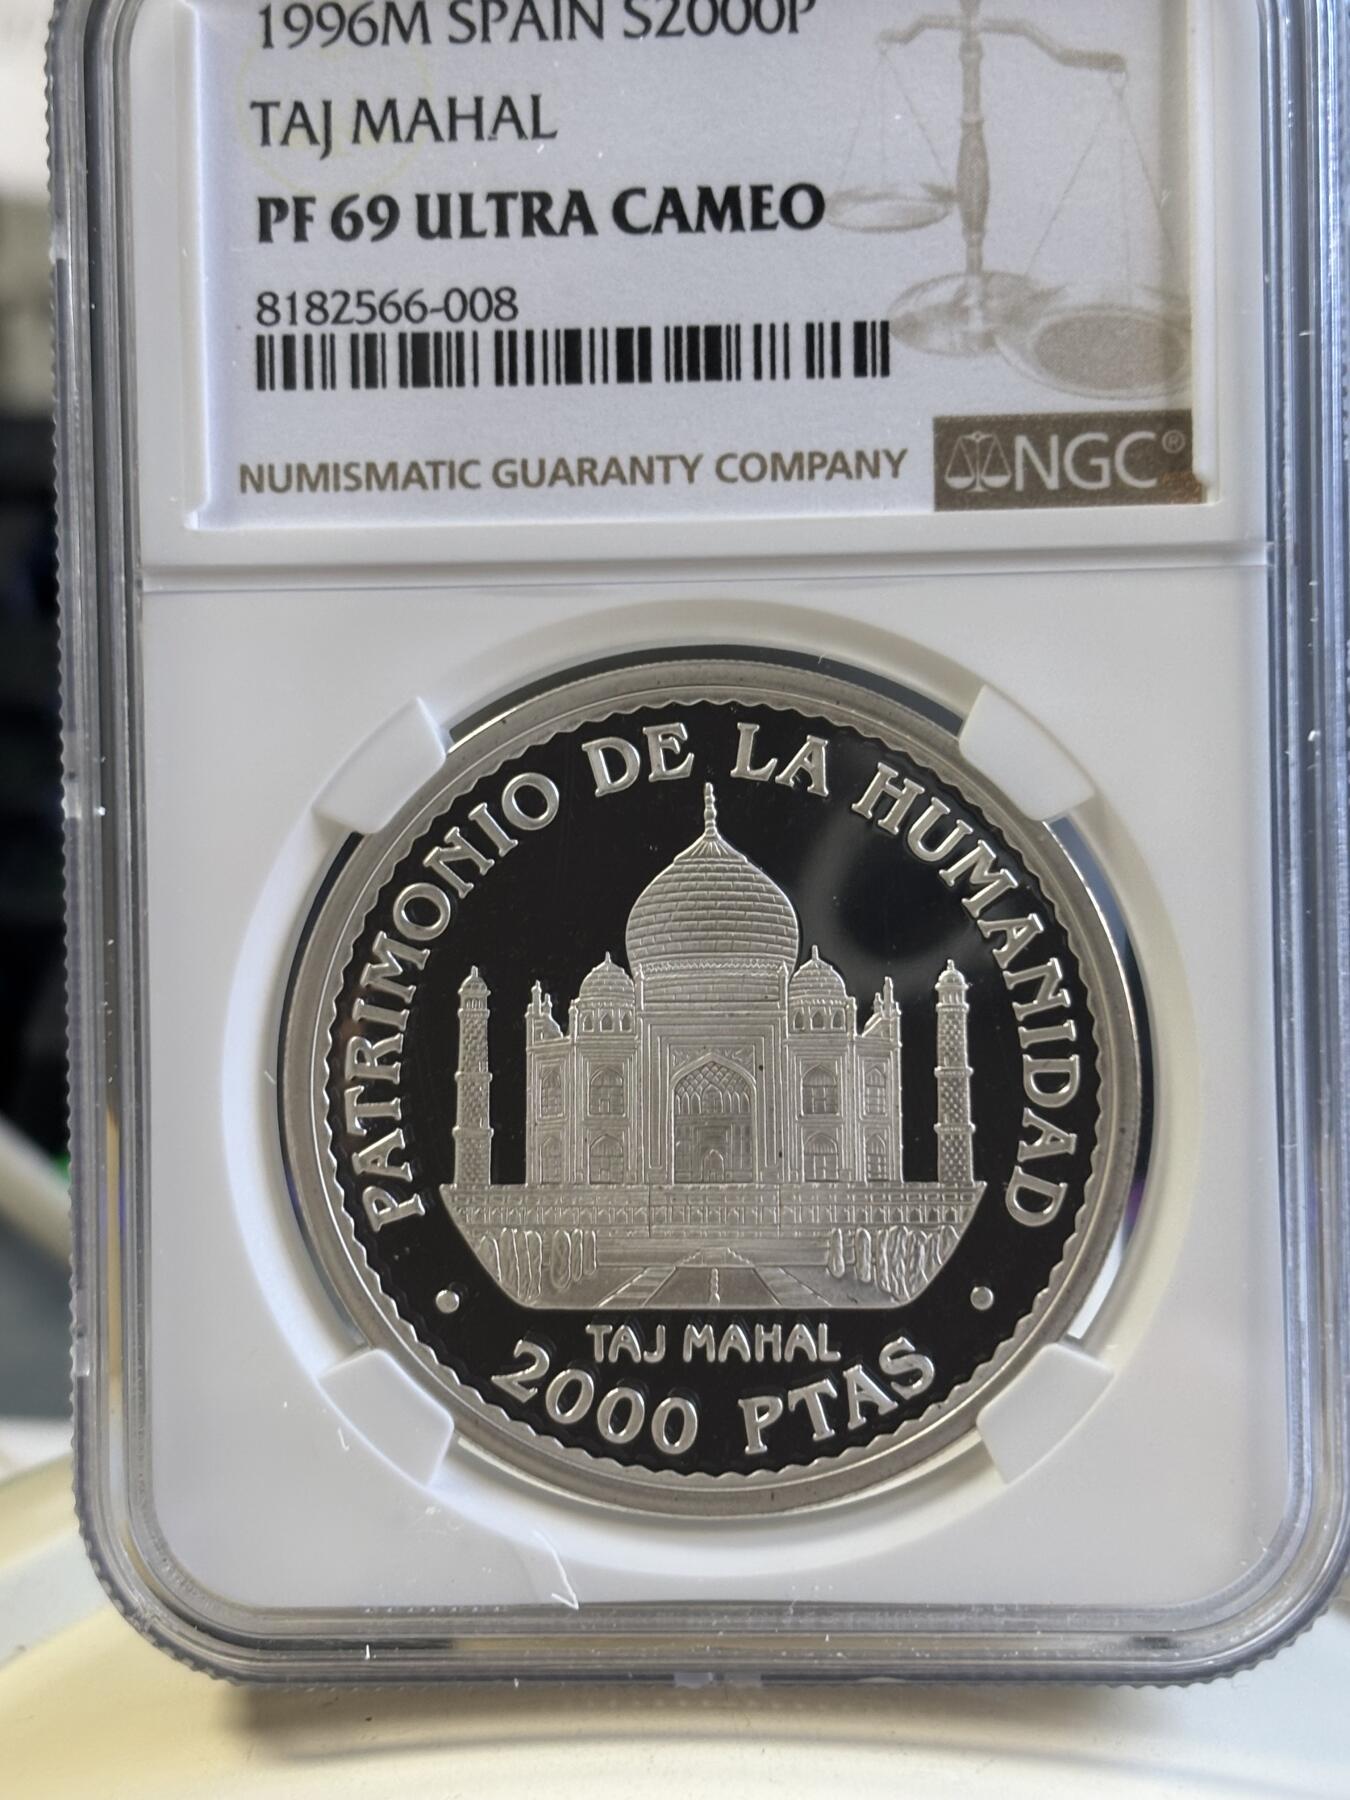 1996M SPAIN S2000P
TAJ MAHAL
PF 69 ULTRA CAMEO
8182566-008
NUMISMATIC GUARANTY COMPANY
NGC®
PATRIMONIO DE LA HUMANIDAD
TAJ MAHAL
2000 PTAS